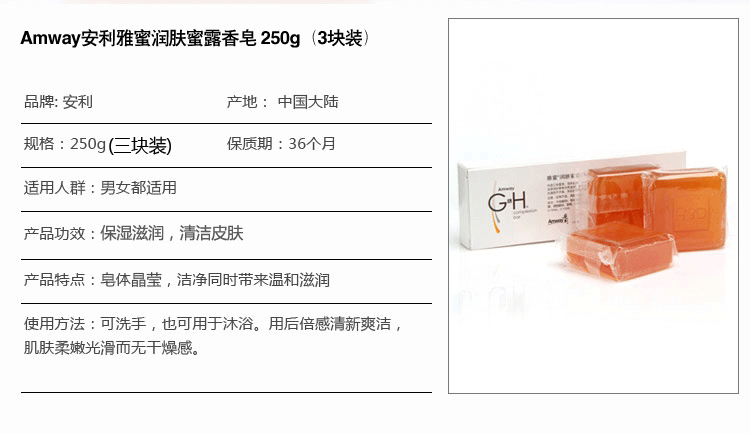 Amway安利雅蜜润肤蜜露香皂 250g（3块装）
品牌: 安利
产地： 中国大陆
规格：250g(三块装)
保质期：36个月
适用人群：男女都适用
产品功效：保湿滋润，清洁皮肤
产品特点：皂体晶莹，洁净同时带来温和滋润
使用方法：可洗手，也可用于沐浴。用后倍感清新爽洁，
肌肤柔嫩光滑而无干燥感。
Amway
G&H
complexion
bar
Amway